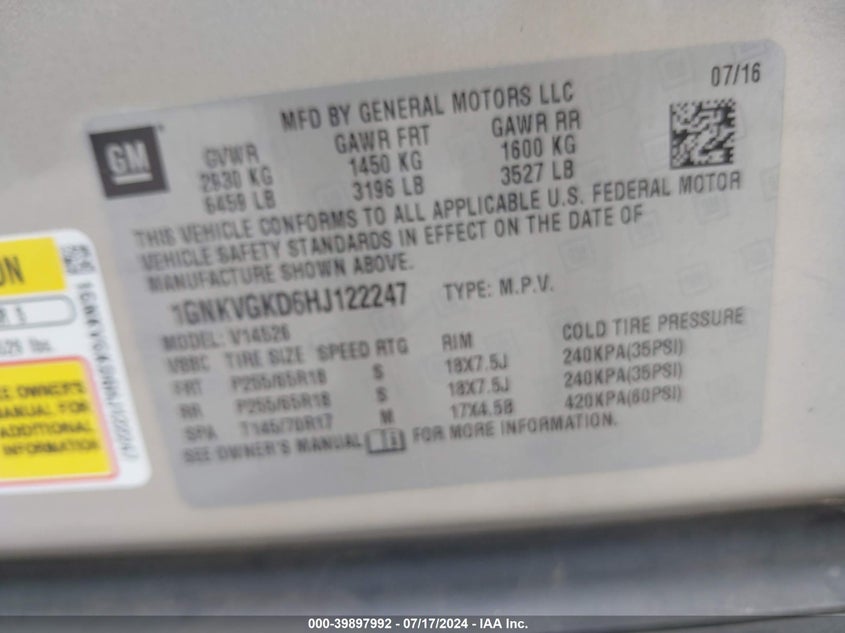 07/16
MFD BY GENERAL MOTORS LLC
GM
GVWR GAWR FRT GAWR RR
2930 KG 1450 KG 1600 KG
6459 LB 3196 LB 3527 LB
THIS VEHICLE CONFORMS TO ALL APPLICABLE U.S. FEDERAL MOTOR
VEHICLE SAFETY STANDARDS IN EFFECT ON THE DATE OF
MANUFACTURE SHOWN ABOVE.
1GNKVGKD6HJ122247 TYPE: M.P.V.
MODEL: V14526
TIRE SIZE SPEED RTG RIM COLD TIRE PRESSURE
FRT P255/65R18 S 18X7.5J 240KPA(35PSI)
RR P255/65R18 S 18X7.5J 240KPA(35PSI)
SPA T145/70R17 M 17X4.5B 420KPA(60PSI)
SEE OWNER'S MANUAL FOR MORE INFORMATION.
ON
1GNKVGKD6HJ122247
lbs.
EE OWNER'S
MANUAL FOR
ADDITIONAL
INFORMATION
000-39897992 - 07/17/2024 - IAA Inc.